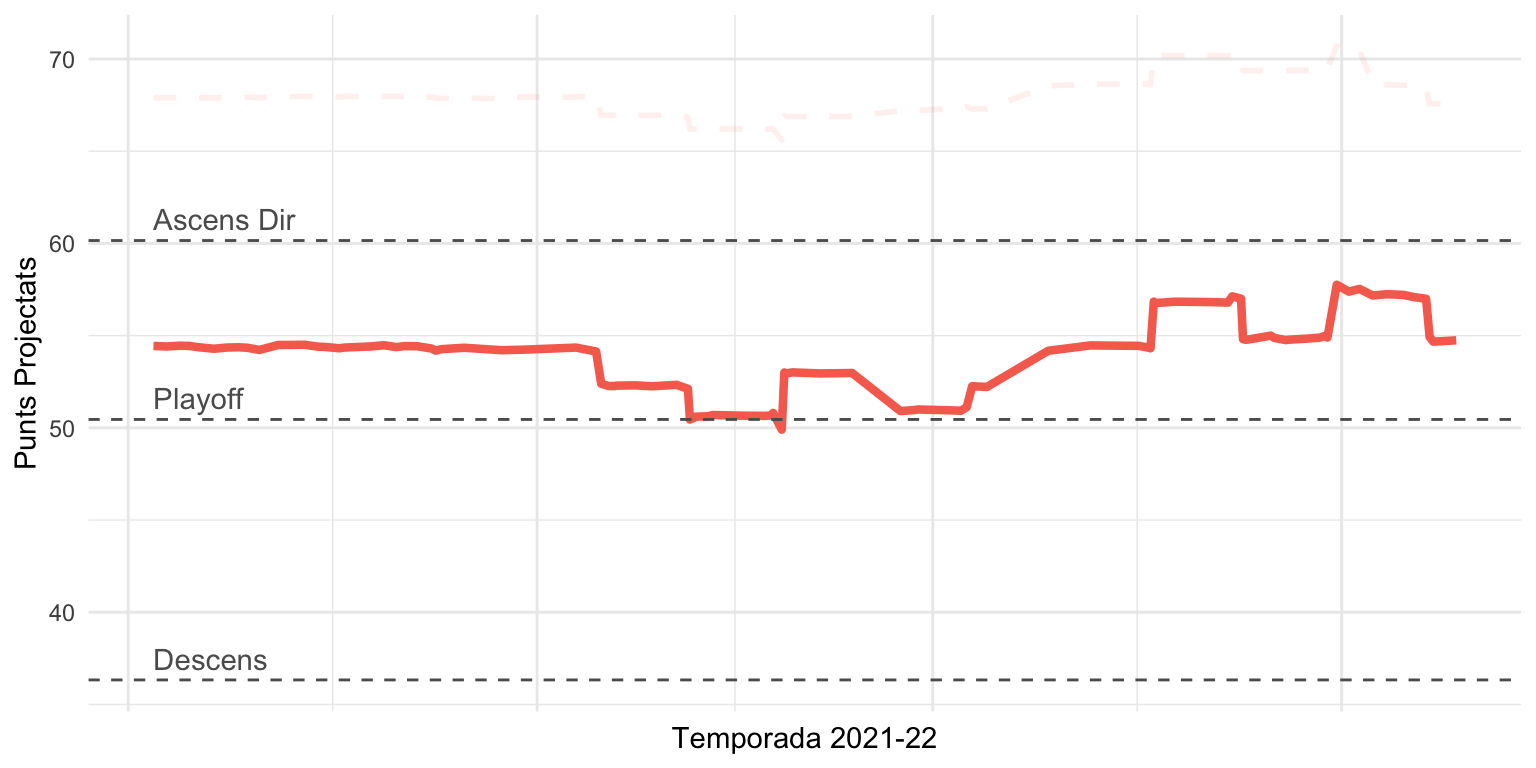 70
Ascens Dir
60
Playoff
50
40
Descens
Punts Projectats
Temporada 2021-22